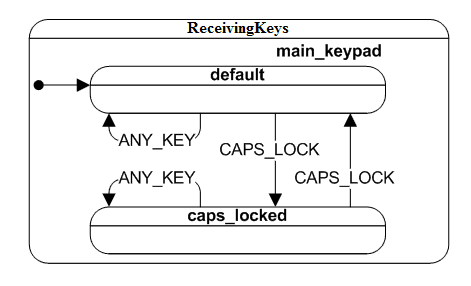 ReceivingKeys
main_keypad
default
ANY_KEY
CAPS_LOCK
ANY_KEY
CAPS_LOCK
caps_locked